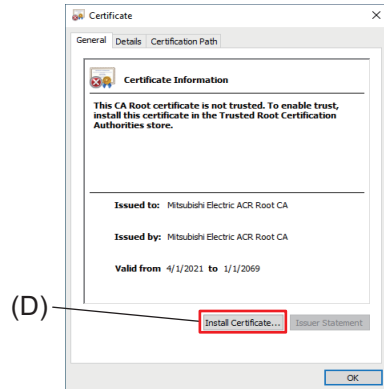 Certificate
General Details Certification Path
Certificate Information
This CA Root certificate is not trusted. To enable trust,
install this certificate in the Trusted Root Certification
Authorities store.
Issued to: Mitsubishi Electric ACR Root CA
Issued by: Mitsubishi Electric ACR Root CA
Valid from 4/1/2021 to 1/1/2069
(D)
Install Certificate... Issuer Statement
OK